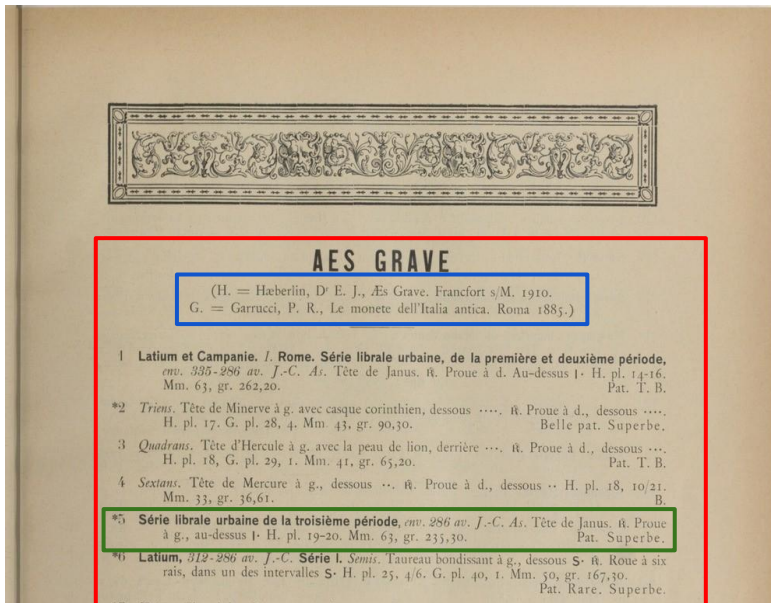 AES GRAVE
(H. = Hæberlin, Dr E. J., Æs Grave. Francfort s/M. 1910.
G. = Garrucci, P. R., Le monete dell'Italia antica. Roma 1885.)
1 Latium et Campanie. I. Rome. Série librale urbaine, de la première et deuxième période,
env. 335-286 av. J.-C. As. Tête de Janus. ℟. Proue à d. Au-dessus I· H. pl. 14-16.
Mm. 63, gr. 262,20. Pat. T. B.
*2 Triens. Tête de Minerve à g. avec casque corinthien, dessous ····. ℟. Proue à d., dessous ····.
H. pl. 17. G. pl. 28, 4. Mm. 43, gr. 90,30. Belle pat. Superbe.
3 Quadrans. Tête d'Hercule à g. avec la peau de lion, derrière ···. ℟. Proue à d., dessous ···.
H. pl. 18, G. pl. 29, 1. Mm. 41, gr. 65,20. Pat. T. B.
4 Sextans. Tête de Mercure à g., dessous ··. ℟. Proue à d., dessous ·· H. pl. 18, 10/21.
Mm. 33, gr. 36,61. B.
*5 Série librale urbaine de la troisième période, env. 286 av. J.-C. As. Tête de Janus. ℟. Proue
à g., au-dessus I· H. pl. 19-20. Mm. 63, gr. 235,30. Pat. Superbe.
*6 Latium, 312-286 av. J.-C. Série I. Semis. Taureau bondissant à g., dessous S· ℟. Roue à six
rais, dans un des intervalles S· H. pl. 25, 4/6. G. pl. 40, 1. Mm. 50, gr. 167,30.
Pat. Rare. Superbe.